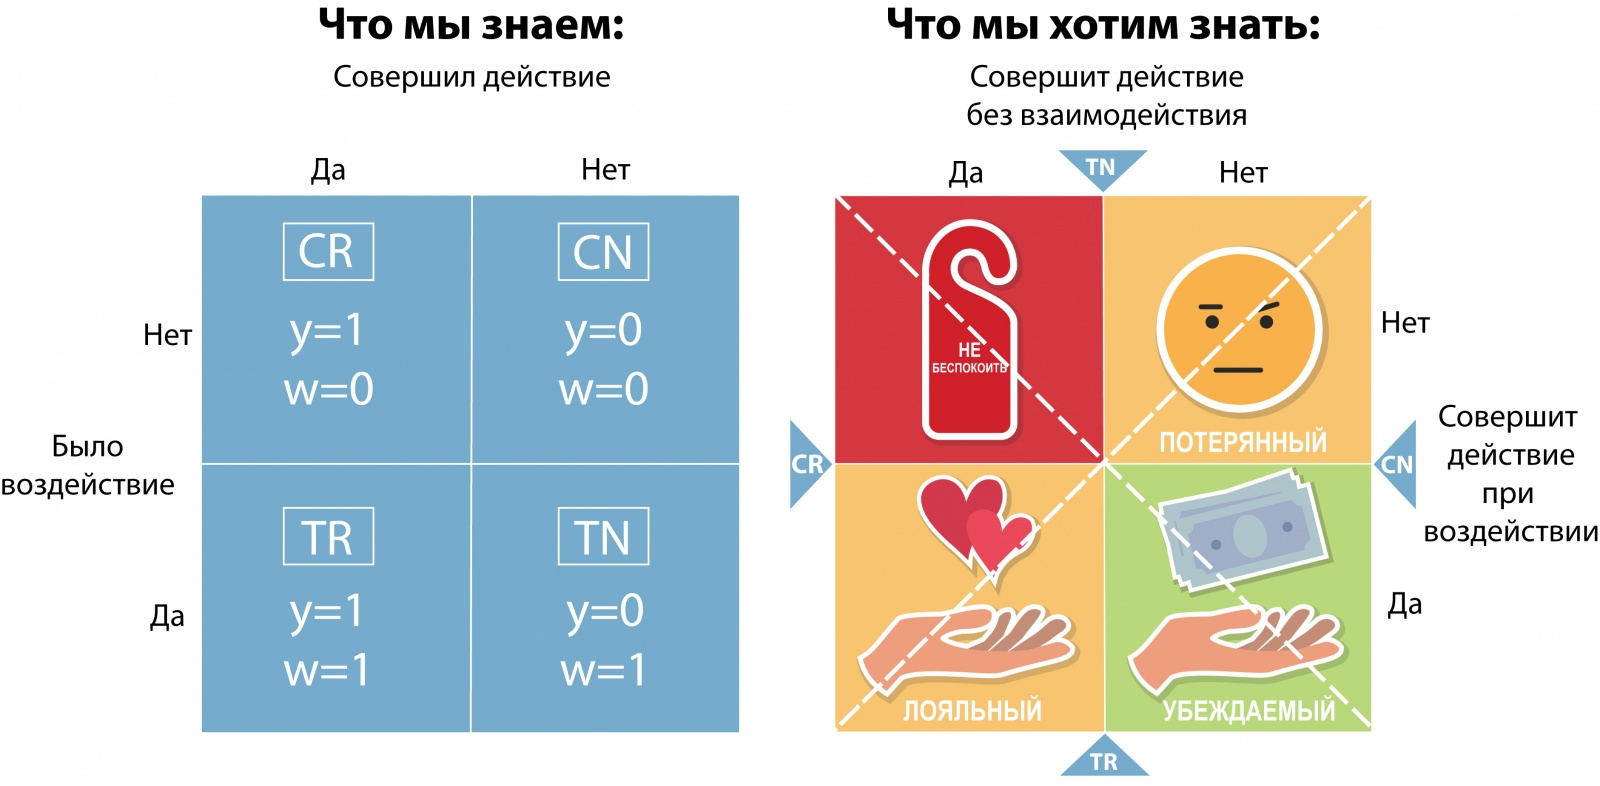 Что мы знаем:
Совершил действие
Да
Нет
Нет
Было
воздействие
Да
CR
y=1
w=0
CN
y=0
w=0
TR
y=1
w=1
TN
y=0
w=1
Что мы хотим знать:
Совершит действие
без взаимодействия
Да
TN
Нет
НЕ
БЕСПОКОИТЬ
ПОТЕРЯННЫЙ
Нет
CR
CN
Совершит
действие
при
воздействии
ЛОЯЛЬНЫЙ
УБЕЖДАЕМЫЙ
Да
TR